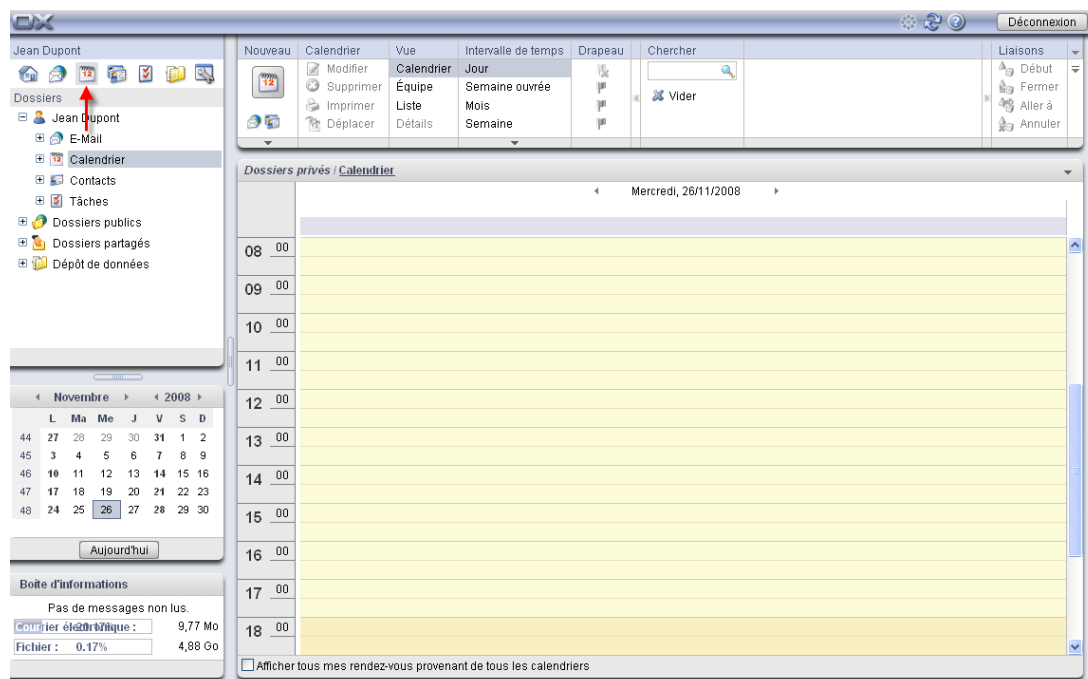 OX
Déconnexion
Jean Dupont
Dossiers
Jean Dupont
E-Mail
Calendrier
Contacts
Tâches
Dossiers publics
Dossiers partagés
Dépôt de données
Nouveau Calendrier Vue Intervalle de temps Drapeau Chercher Liaisons
Modifier Calendrier Jour Début
Supprimer Équipe Semaine ouvrée Vider Fermer
Imprimer Liste Mois Aller à
Déplacer Détails Semaine Annuler
Dossiers privés / Calendrier
Mercredi, 26/11/2008
08 00
09 00
10 00
11 00
12 00
13 00
14 00
15 00
16 00
17 00
18 00
Afficher tous mes rendez-vous provenant de tous les calendriers
Novembre 2008
L Ma Me J V S D
44 27 28 29 30 31 1 2
45 3 4 5 6 7 8 9
46 10 11 12 13 14 15 16
47 17 18 19 20 21 22 23
48 24 25 26 27 28 29 30
Aujourd'hui
Boite d'informations
Pas de messages non lus.
Courrier électronique : 9,77 Mo
Fichier : 0.17% 4,88 Go